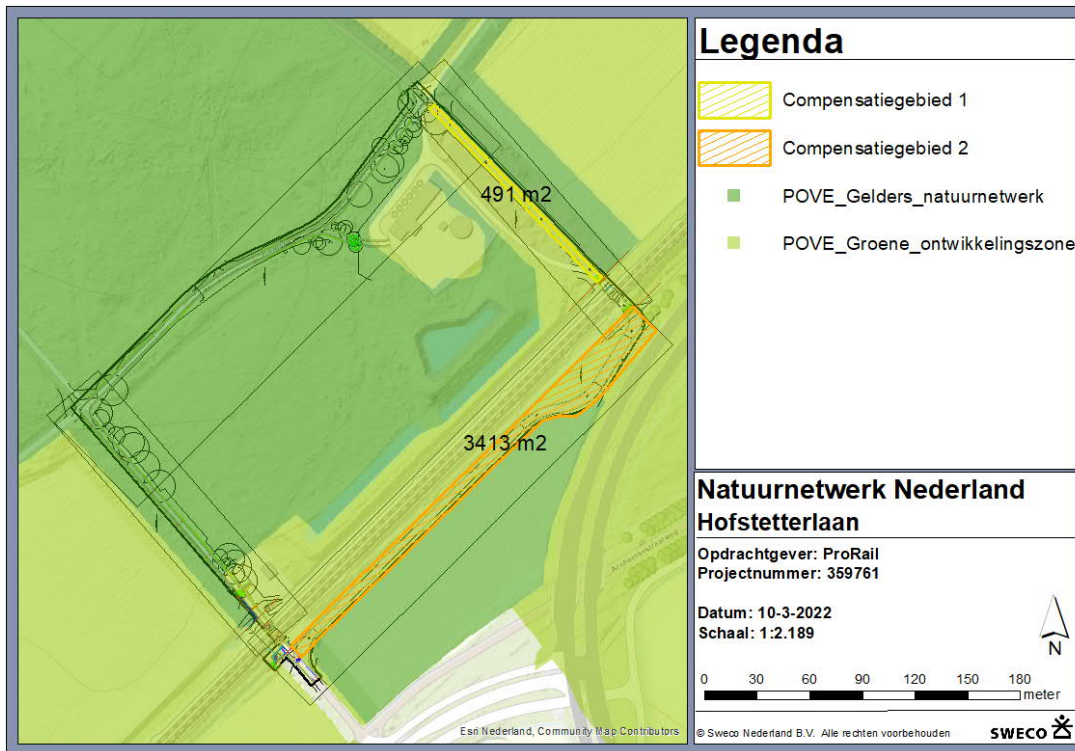 491 m2
3413 m2
Arnhemsestraatweg
Esri Nederland, Community Map Contributors
Legenda
Compensatiegebied 1
Compensatiegebied 2
POVE_Gelders_natuurnetwerk
POVE_Groene_ontwikkelingszone
Natuurnetwerk Nederland
Hofstetterlaan
Opdrachtgever: ProRail
Projectnummer: 359761
Datum: 10-3-2022
Schaal: 1:2.189
N
0 30 60 90 120 150 180
meter
© Sweco Nederland B.V. Alle rechten voorbehouden
SWECO